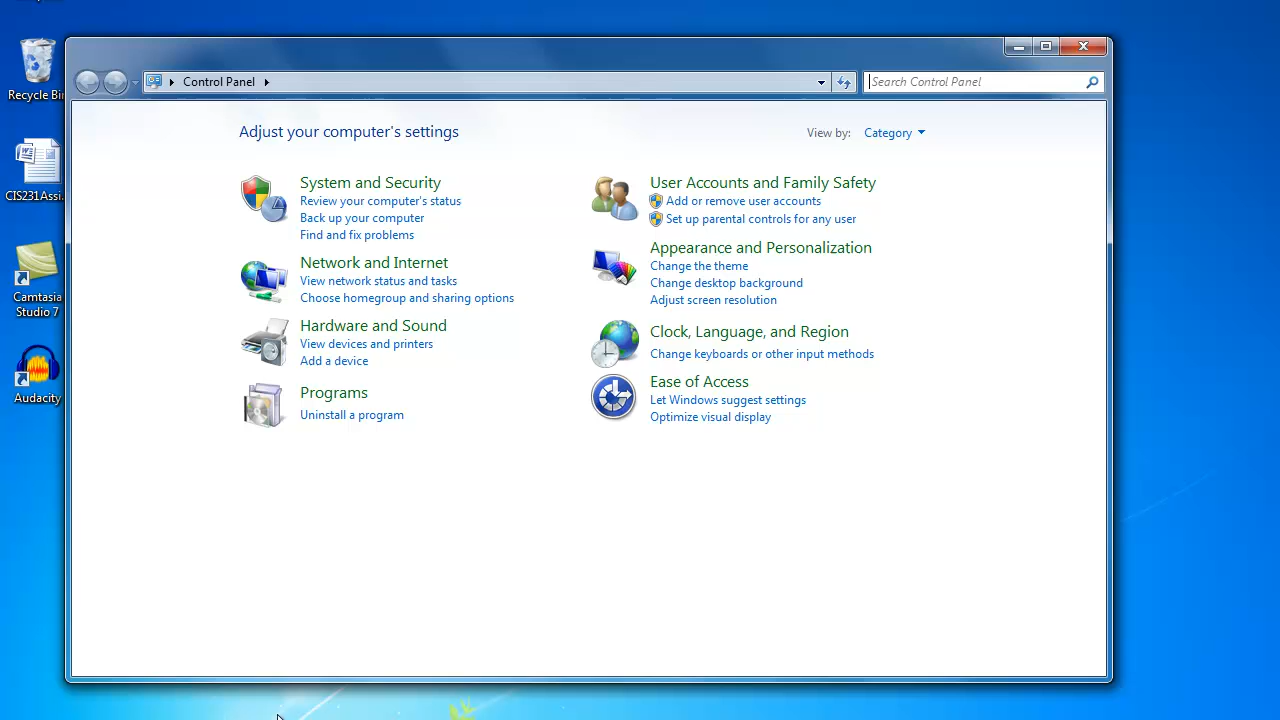 Recycle Bin
CIS231Assi...
Camtasia
Studio 7
Audacity
Control Panel
Search Control Panel
Adjust your computer's settings
View by: Category
System and Security
Review your computer's status
Back up your computer
Find and fix problems
Network and Internet
View network status and tasks
Choose homegroup and sharing options
Hardware and Sound
View devices and printers
Add a device
Programs
Uninstall a program
User Accounts and Family Safety
Add or remove user accounts
Set up parental controls for any user
Appearance and Personalization
Change the theme
Change desktop background
Adjust screen resolution
Clock, Language, and Region
Change keyboards or other input methods
Ease of Access
Let Windows suggest settings
Optimize visual display